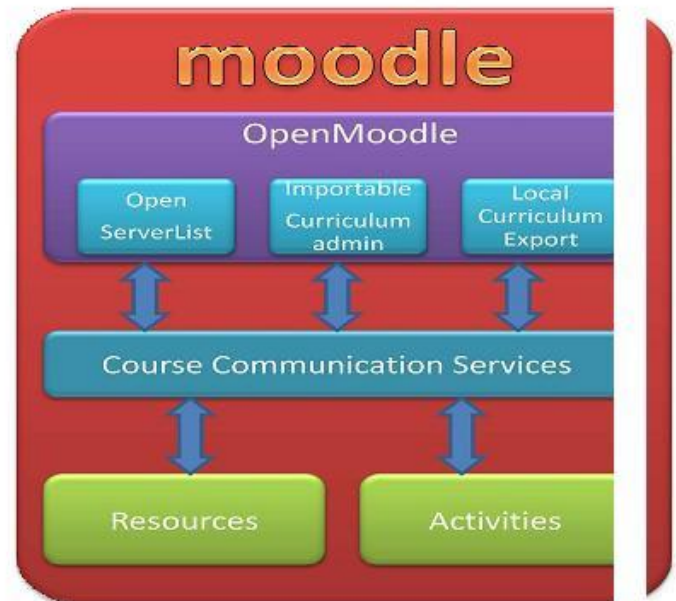 moodle
OpenMoodle
Open
ServerList
Importable
Curriculum
admin
Local
Curriculum
Export
Course Communication Services
Resources
Activities